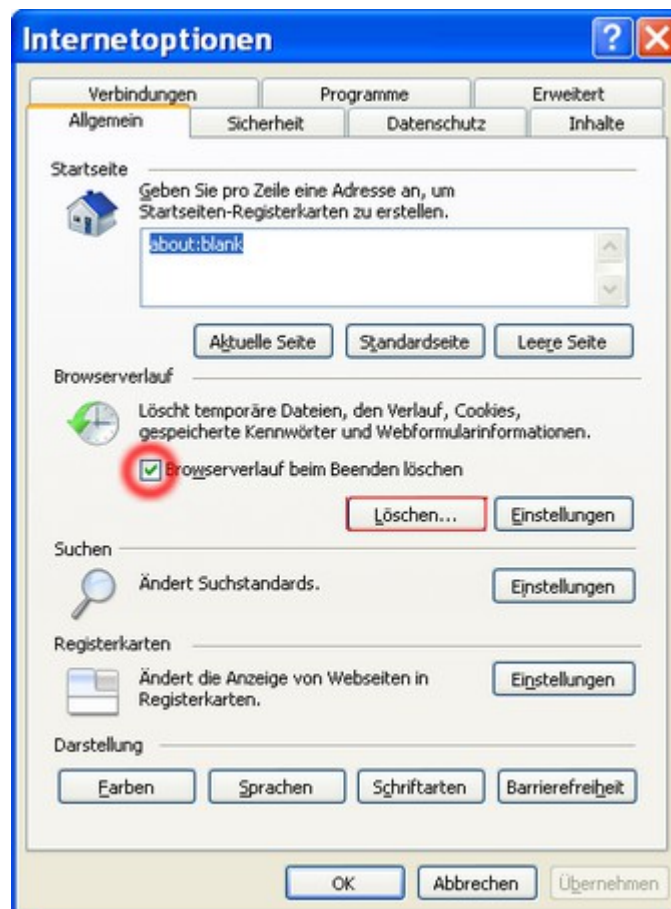 Internetoptionen
Verbindungen Programme Erweitert
Allgemein Sicherheit Datenschutz Inhalte
Startseite
Geben Sie pro Zeile eine Adresse an, um
Startseiten-Registerkarten zu erstellen.
about:blank
Aktuelle Seite Standardseite Leere Seite
Browserverlauf
Löscht temporäre Dateien, den Verlauf, Cookies,
gespeicherte Kennwörter und Webformularinformationen.
Browserverlauf beim Beenden löschen
Löschen... Einstellungen
Suchen
Ändert Suchstandards. Einstellungen
Registerkarten
Ändert die Anzeige von Webseiten in Einstellungen
Registerkarten.
Darstellung
Farben Sprachen Schriftarten Barrierefreiheit
OK Abbrechen Übernehmen